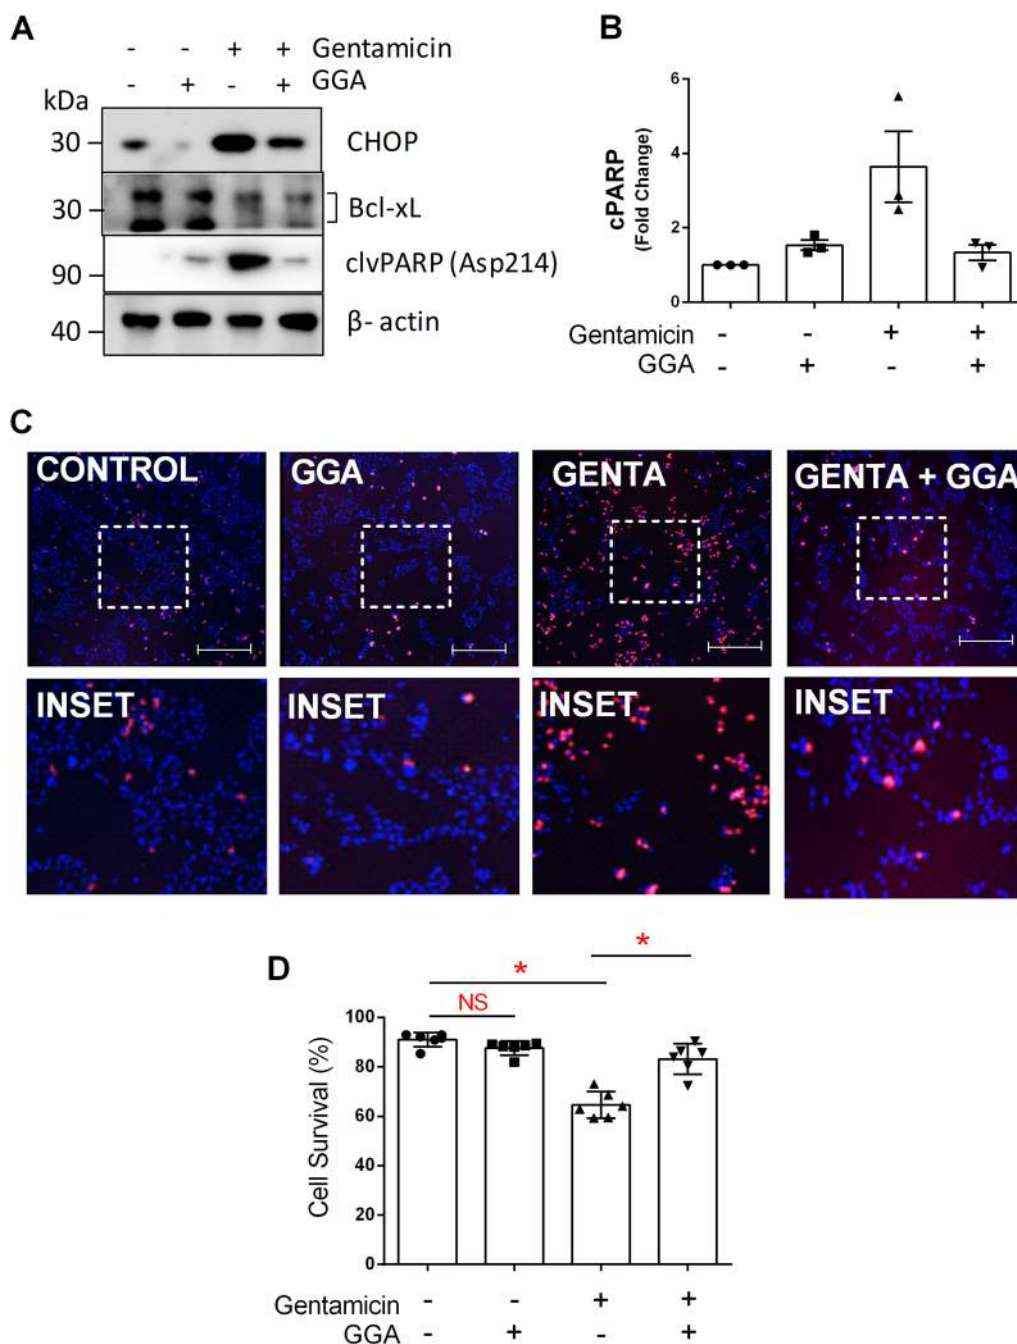 A
- - + + Gentamicin
- + - + GGA
kDa
30 CHOP
30 Bcl-xL
90 clvPARP (Asp214)
40 β- actin
B
cPARP
(Fold Change)
6
4
2
0
Gentamicin - - + +
GGA - + - +
C
CONTROL GGA GENTA GENTA + GGA
INSET INSET INSET INSET
D
*
*
NS
Cell Survival (%)
100
80
60
40
20
0
Gentamicin - - + +
GGA - + - +